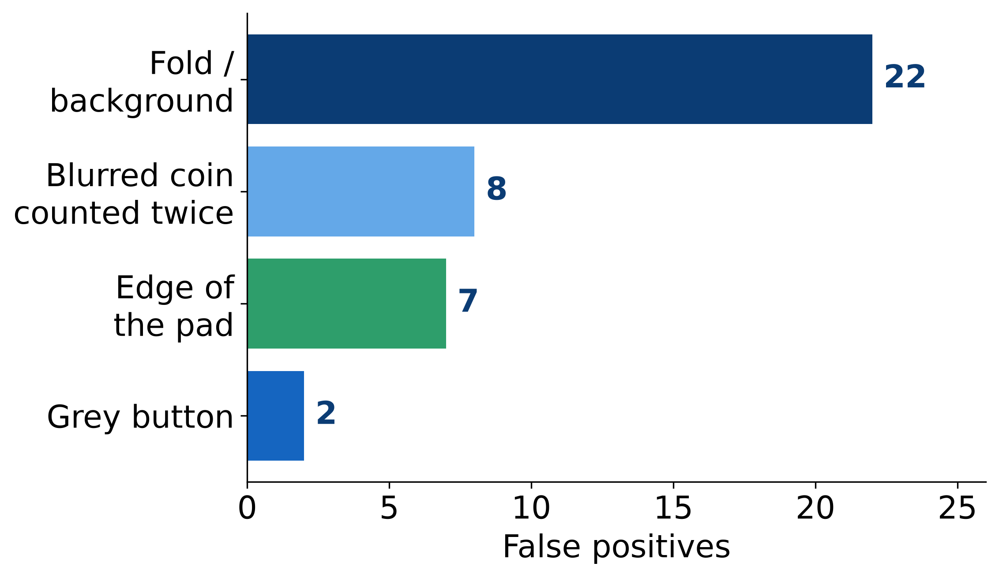 Fold /
background
22
Blurred coin
counted twice
8
Edge of
the pad
7
Grey button
2
0 5 10 15 20 25
False positives